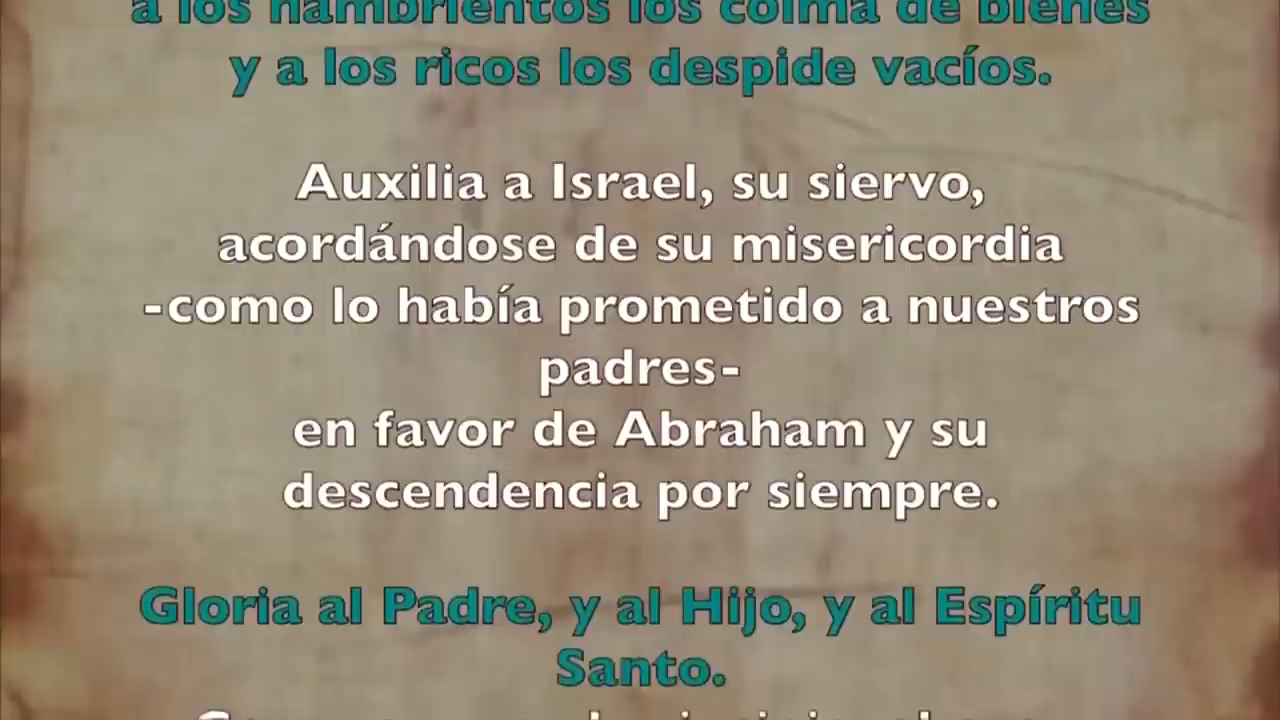 a los hambrientos los colma de bienes
y a los ricos los despide vacíos.
Auxilia a Israel, su siervo,
acordándose de su misericordia
-como lo había prometido a nuestros
padres-
en favor de Abraham y su
descendencia por siempre.
Gloria al Padre, y al Hijo, y al Espíritu
Santo.